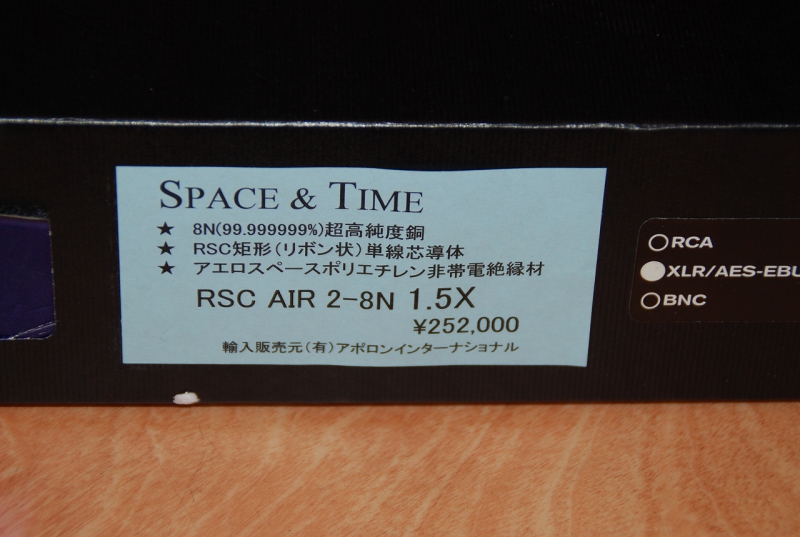 SPACE & TIME
★ 8N(99.999999%)超高純度銅
★ RSC矩形(リボン状)単線芯導体
★ アエロスペースポリエチレン非帯電絶縁材
RSC AIR 2-8N 1.5X
¥252,000
輸入販売元(有)アポロンインターナショナル
RCA
XLR/AES-EBU
BNC